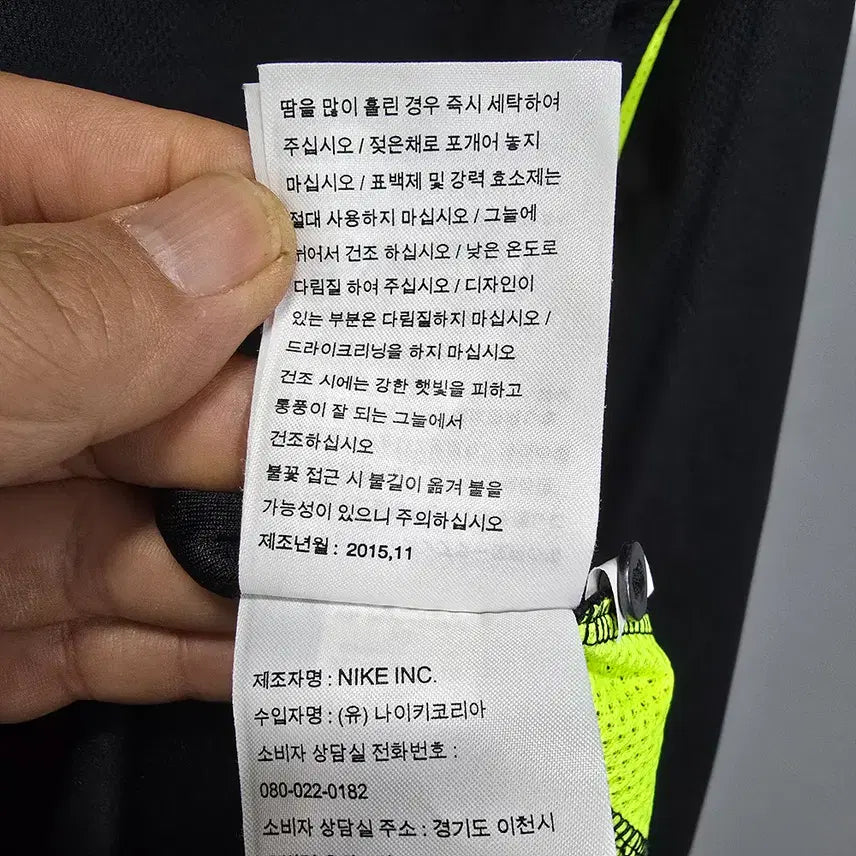 땀을 많이 흘린 경우 즉시 세탁하여
주십시오 / 젖은채로 포개어 놓지
마십시오 / 표백제 및 강력 효소제는
절대 사용하지 마십시오 / 그늘에
뉘어서 건조 하십시오 / 낮은 온도로
다림질 하여 주십시오 / 디자인이
있는 부분은 다림질하지 마십시오 /
드라이크리닝을 하지 마십시오
건조 시에는 강한 햇빛을 피하고
통풍이 잘 되는 그늘에서
건조하십시오
불꽃 접근 시 불길이 옮겨 붙을
가능성이 있으니 주의하십시오
제조년월 : 2015,11
제조자명 : NIKE INC.
수입자명 : (유) 나이키코리아
소비자 상담실 전화번호 :
080-022-0182
소비자 상담실 주소 : 경기도 이천시